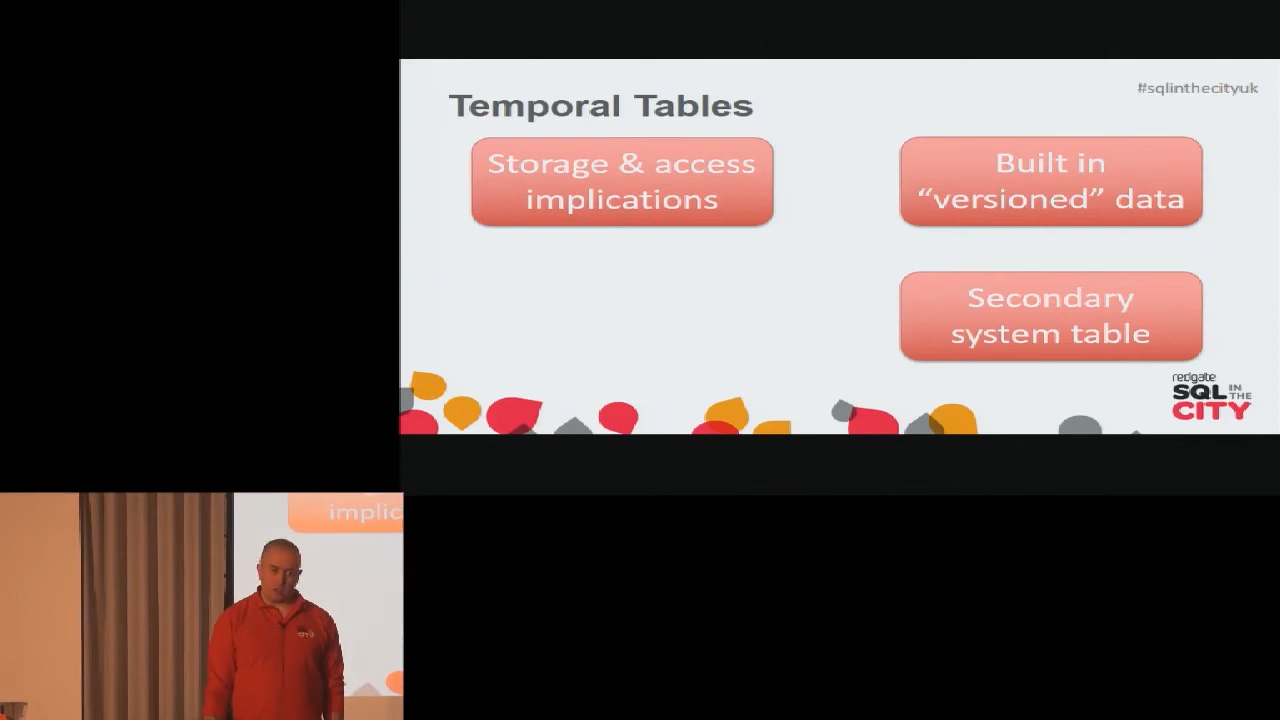 #sqlinthecityuk
Temporal Tables
Storage & access
implications
Built in
“versioned” data
Secondary
system table
redgate
SQL IN THE
CITY
implic